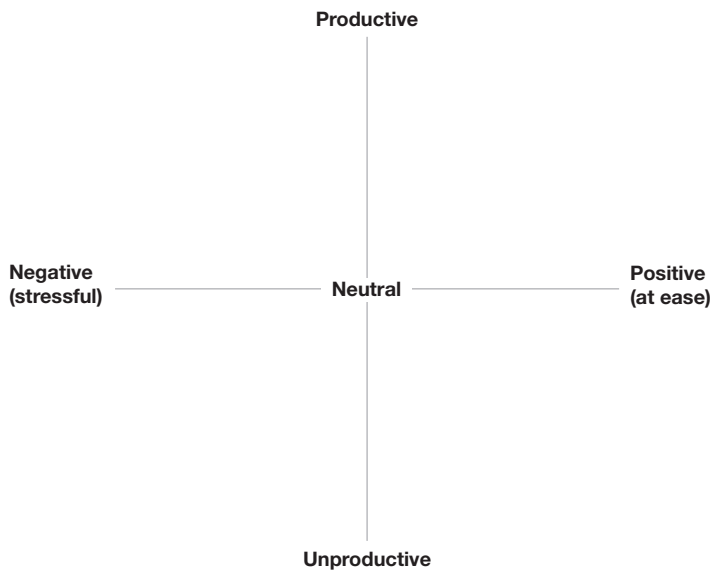 Productive
Negative
(stressful)
Neutral
Positive
(at ease)
Unproductive